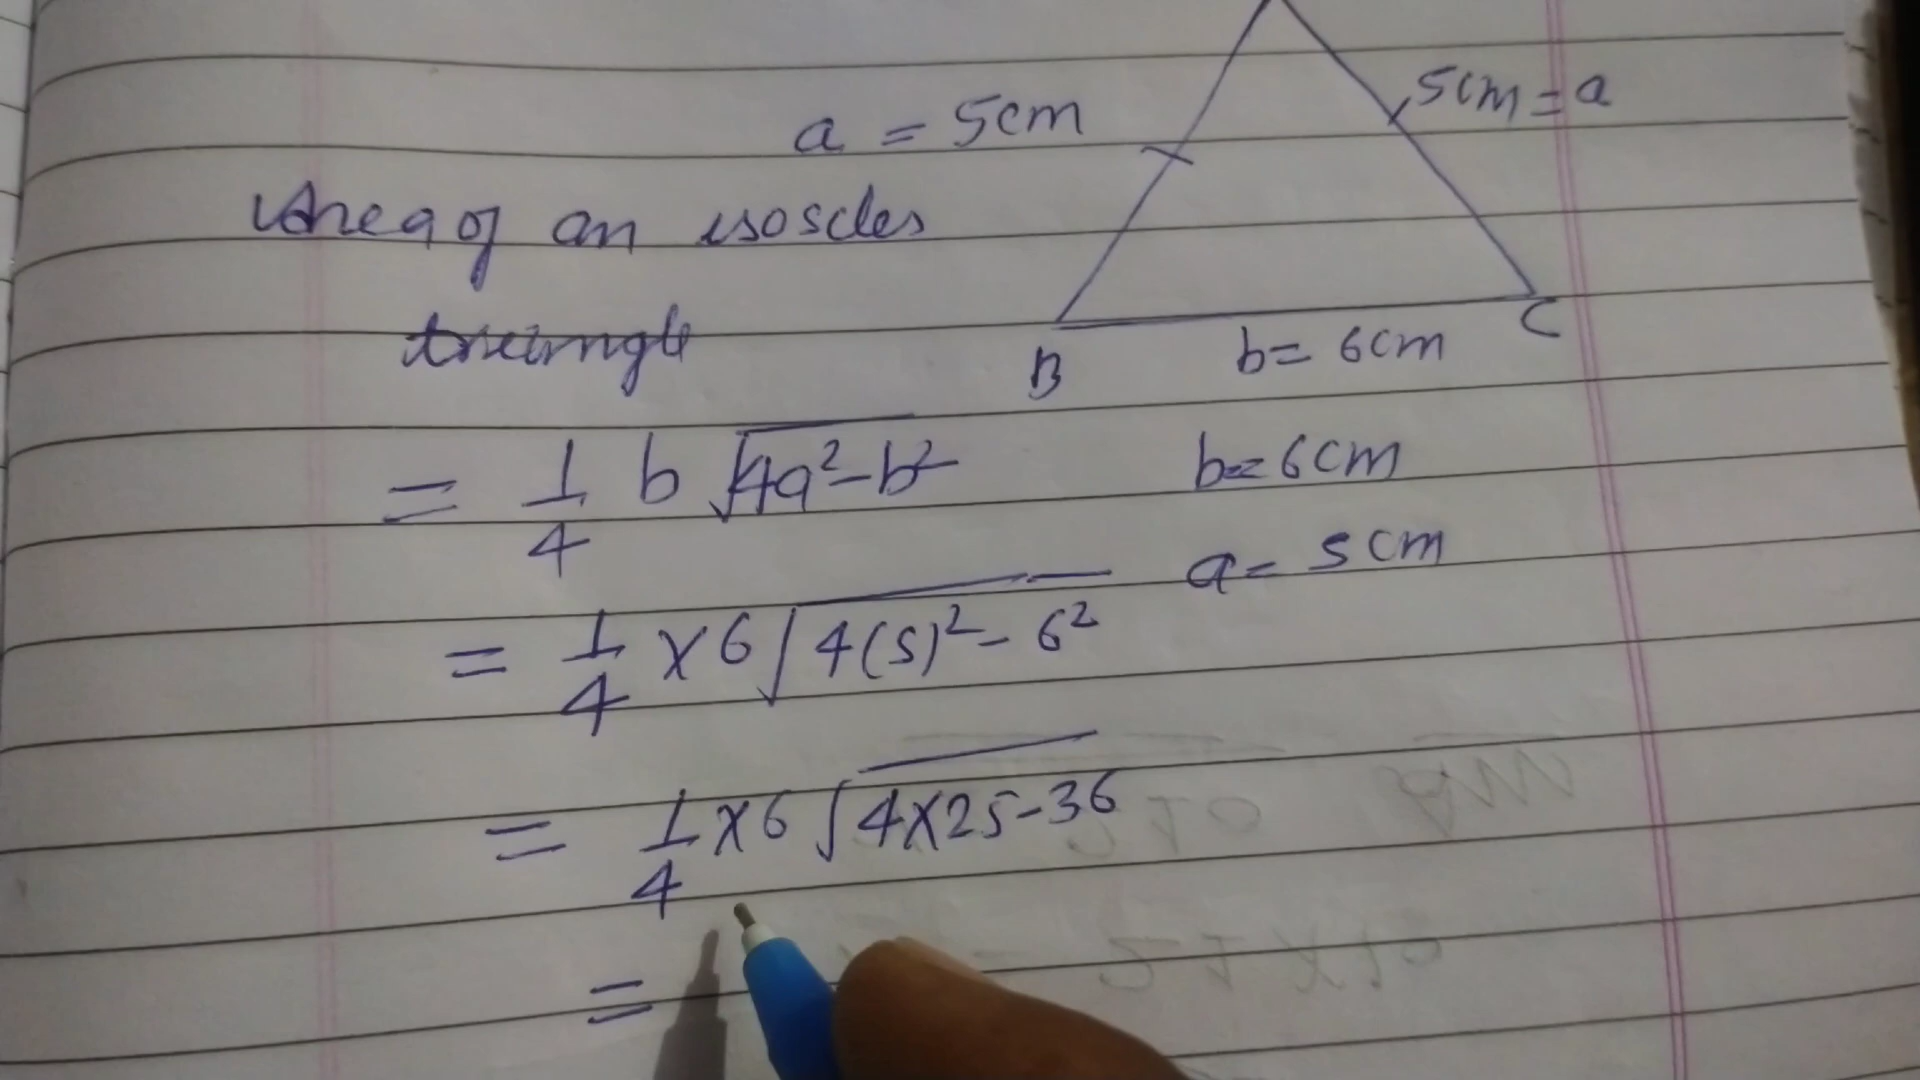 a = 5cm
5cm = a
Area of an isoscles
triangle
B
C
b = 6cm
= 1/4 b √4a²-b²
b = 6cm
a = 5cm
= 1/4 × 6 √4(5)² - 6²
= 1/4 × 6 √4×25-36
=